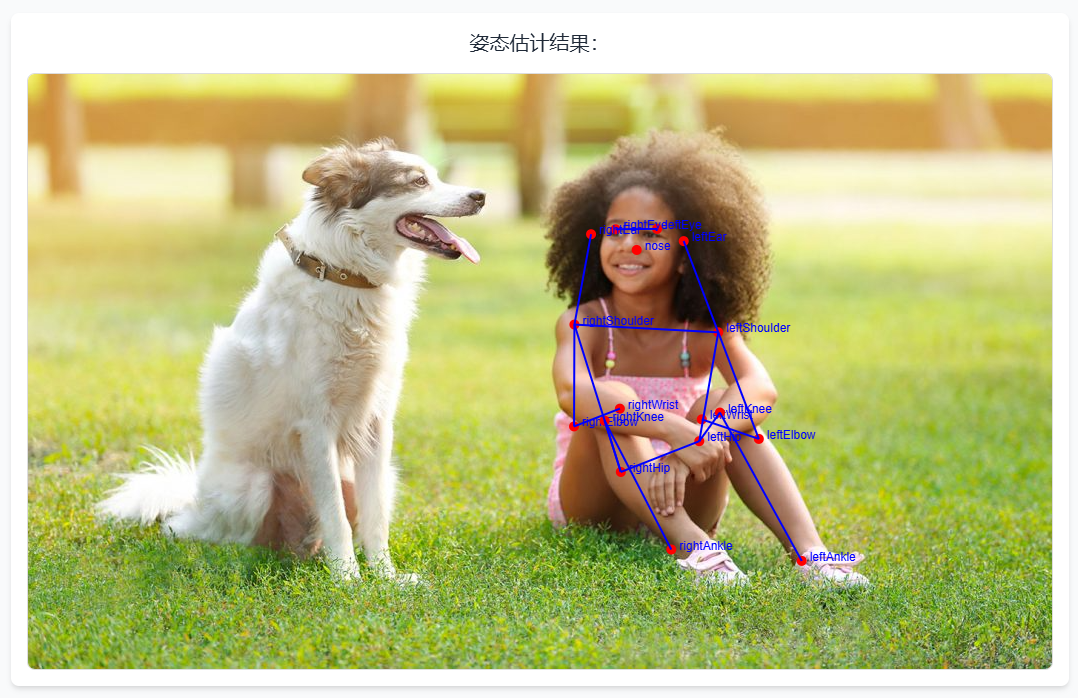 姿态估计结果：
rightEye
leftEye
rightEar
leftEar
nose
rightShoulder
leftShoulder
rightWrist
leftKnee
rightKnee
leftWrist
rightElbow
leftElbow
leftHip
rightHip
rightAnkle
leftAnkle